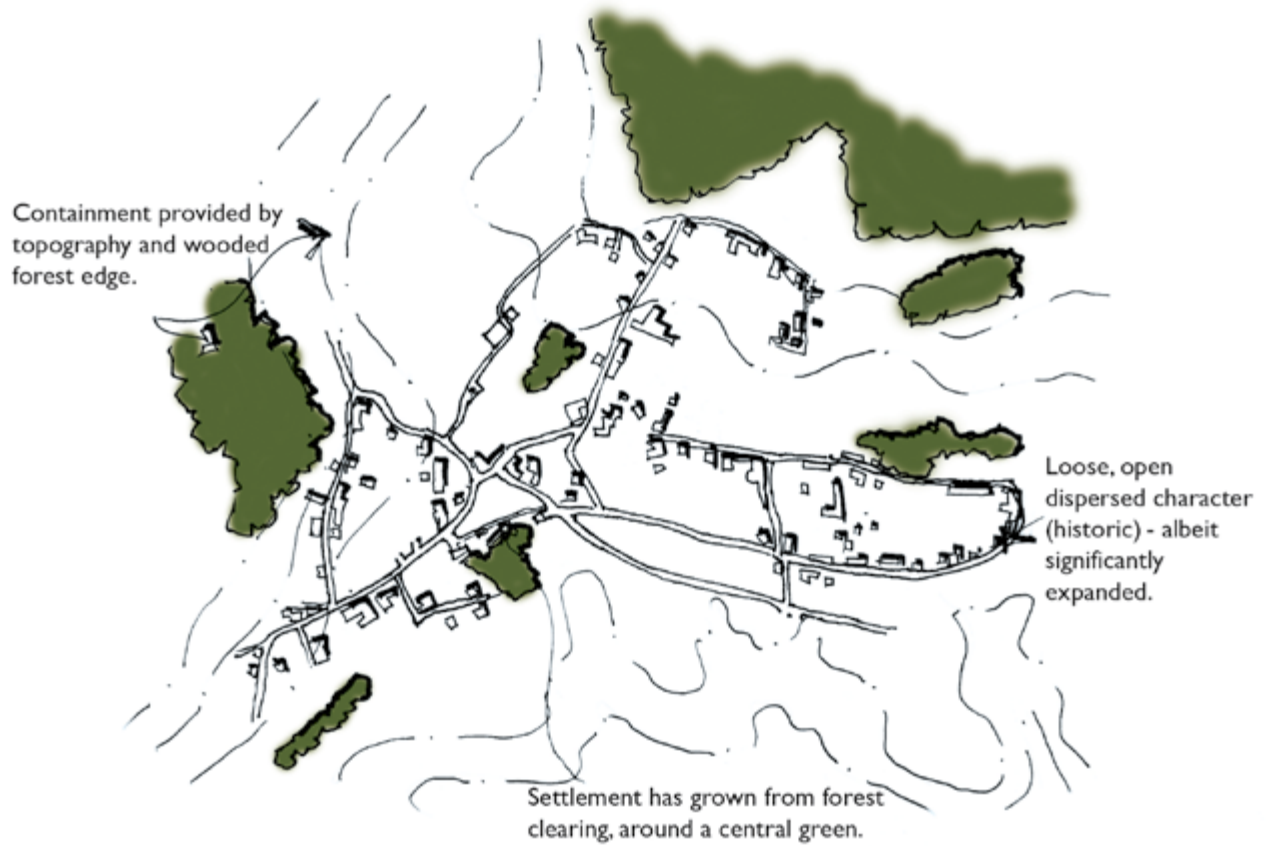 Containment provided by
topography and wooded
forest edge.
Loose, open
dispersed character
(historic) - albeit
significantly
expanded.
Settlement has grown from forest
clearing, around a central green.